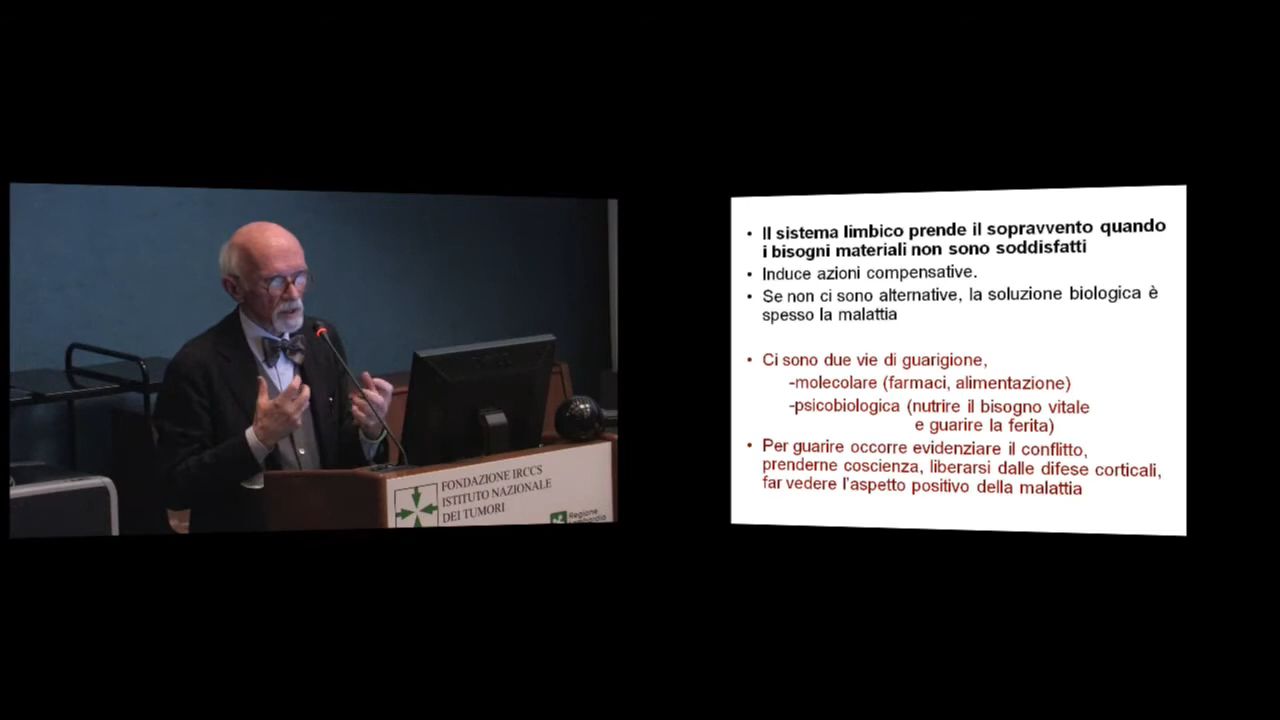 FONDAZIONE IRCCS
ISTITUTO NAZIONALE
DEI TUMORI
Regione
Lombardia
• Il sistema limbico prende il sopravvento quando
i bisogni materiali non sono soddisfatti
• Induce azioni compensative.
• Se non ci sono alternative, la soluzione biologica è
spesso la malattia
• Ci sono due vie di guarigione,
-molecolare (farmaci, alimentazione)
-psicobiologica (nutrire il bisogno vitale
e guarire la ferita)
• Per guarire occorre evidenziare il conflitto,
prenderne coscienza, liberarsi dalle difese corticali,
far vedere l'aspetto positivo della malattia